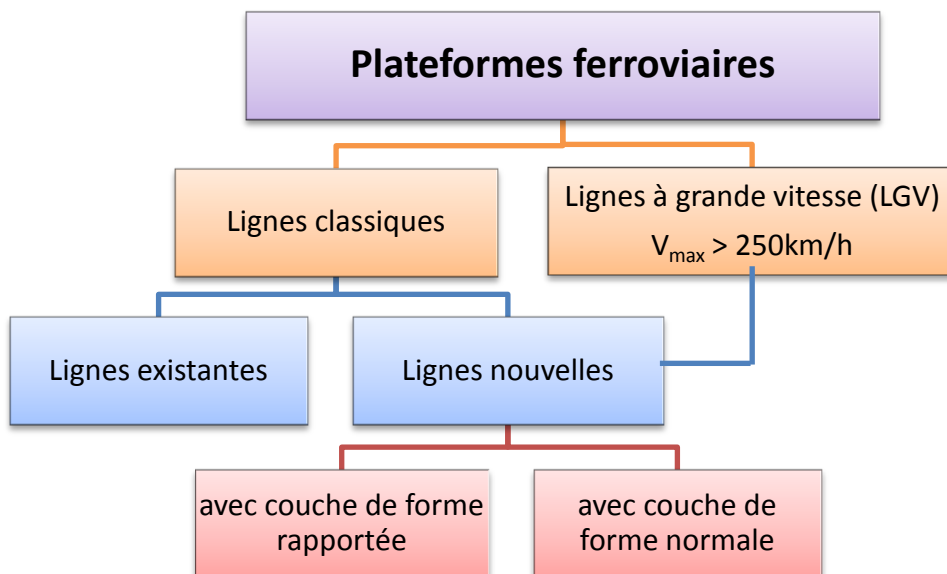 Plateformes ferroviaires
Lignes classiques
Lignes à grande vitesse (LGV)
Vmax > 250km/h
Lignes existantes
Lignes nouvelles
avec couche de forme
rapportée
avec couche de
forme normale